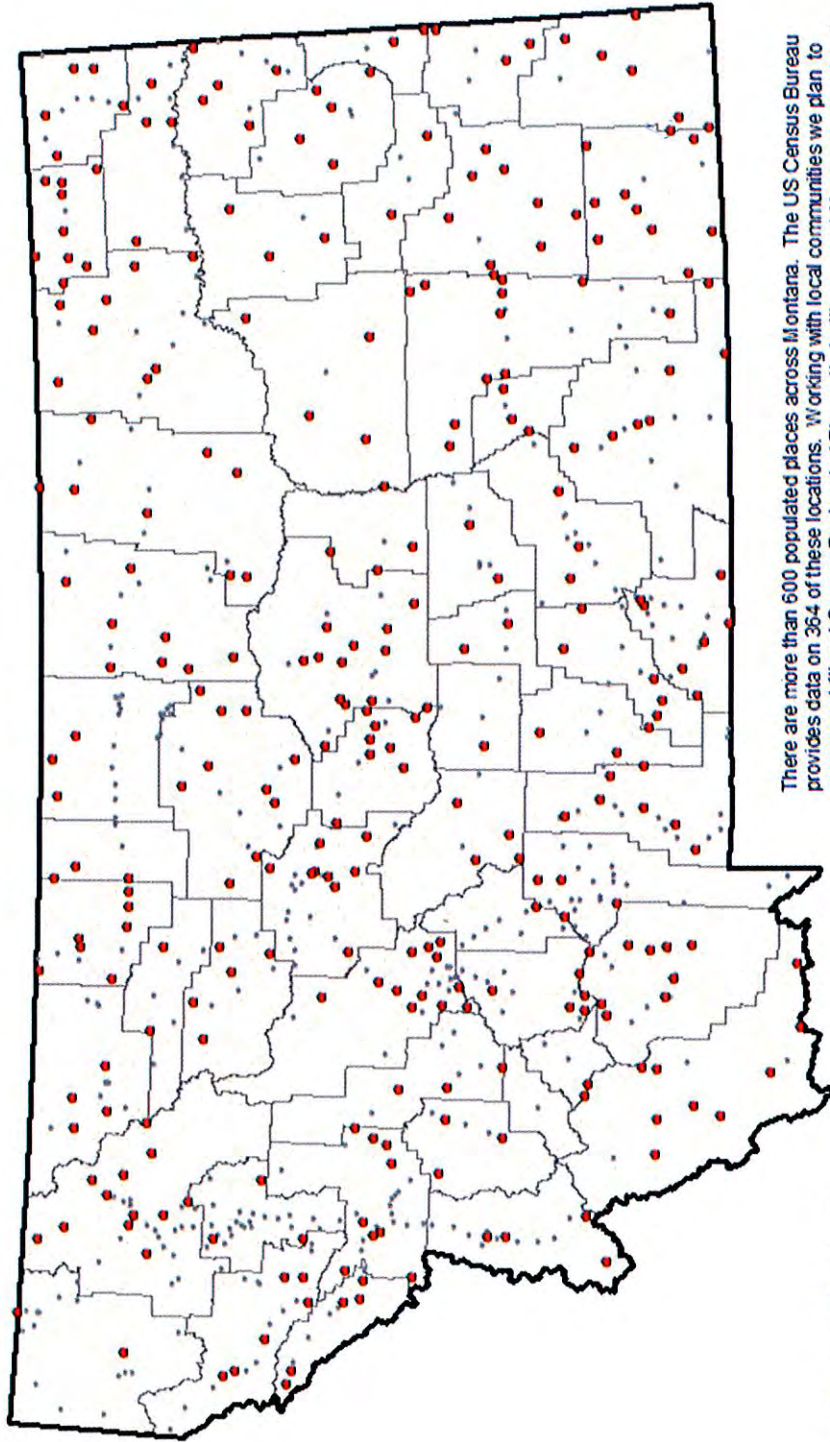 There are more than 600 populated places across Montana. The US Census Bureau
provides data on 364 of these locations. Working with local communities we plan to